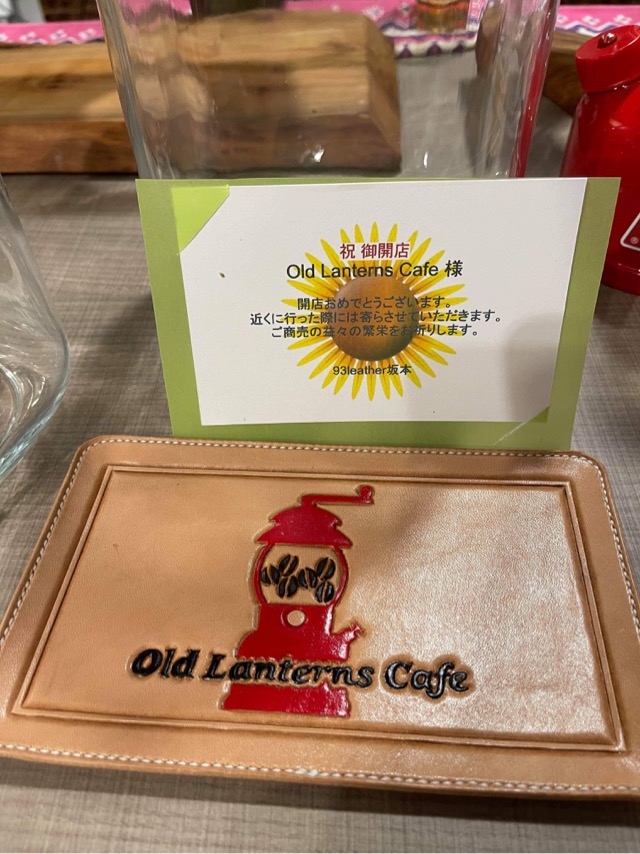 祝 御開店
Old Lanterns Cafe 様
開店おめでとうございます。
近くに行った際には寄らさせていただきます。
ご商売の益々の繁栄をお祈りします。
93leather坂本
Old Lanterns Cafe